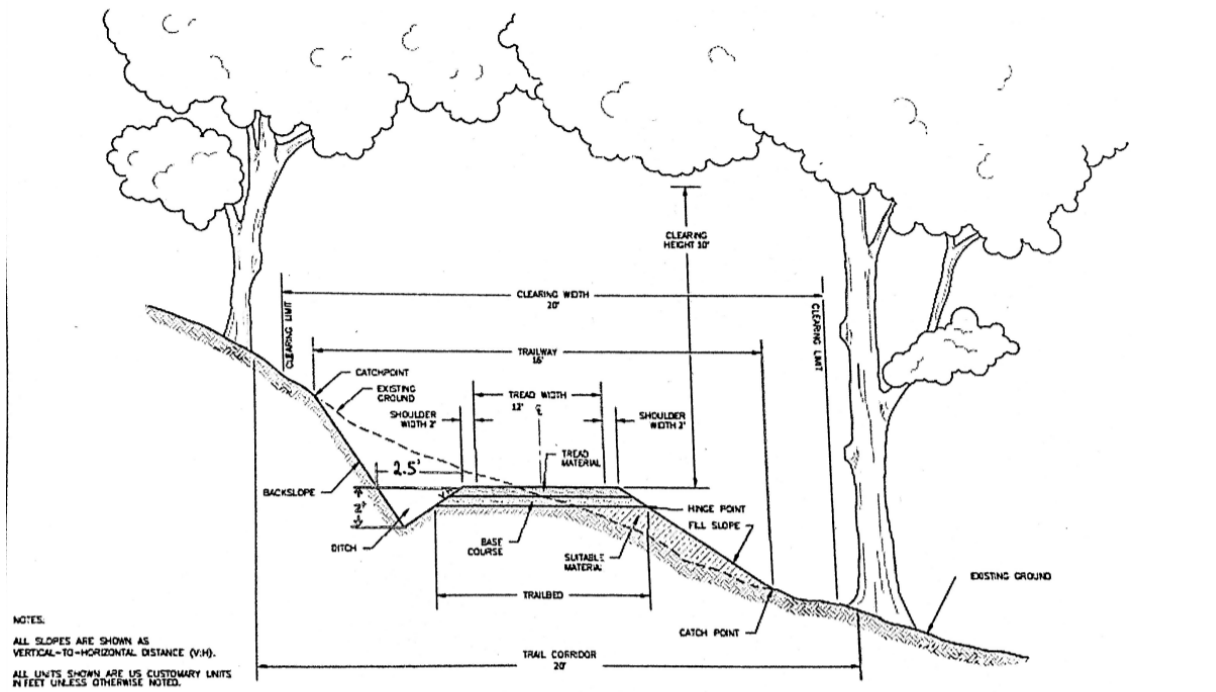 CLEARING
HEIGHT 10'
CLEARING WIDTH
20'
CLEARING LIMIT
CLEARING LIMIT
TRAILWAY
16'
CATCHPOINT
EXISTING
GROUND
TREAD WIDTH
12'
℄
SHOULDER
WIDTH 2'
SHOULDER
WIDTH 2'
TREAD
MATERIAL
2.5'
BACKSLOPE
2'
HINGE POINT
FILL SLOPE
DITCH
BASE
COURSE
SUITABLE
MATERIAL
EXISTING GROUND
TRAILBED
CATCH POINT
NOTES.
ALL SLOPES ARE SHOWN AS
VERTICAL-TO-HORIZONTAL DISTANCE (V:H).
TRAIL CORRIDOR
20'
ALL UNITS SHOWN ARE US CUSTOMARY UNITS
IN FEET UNLESS OTHERWISE NOTED.